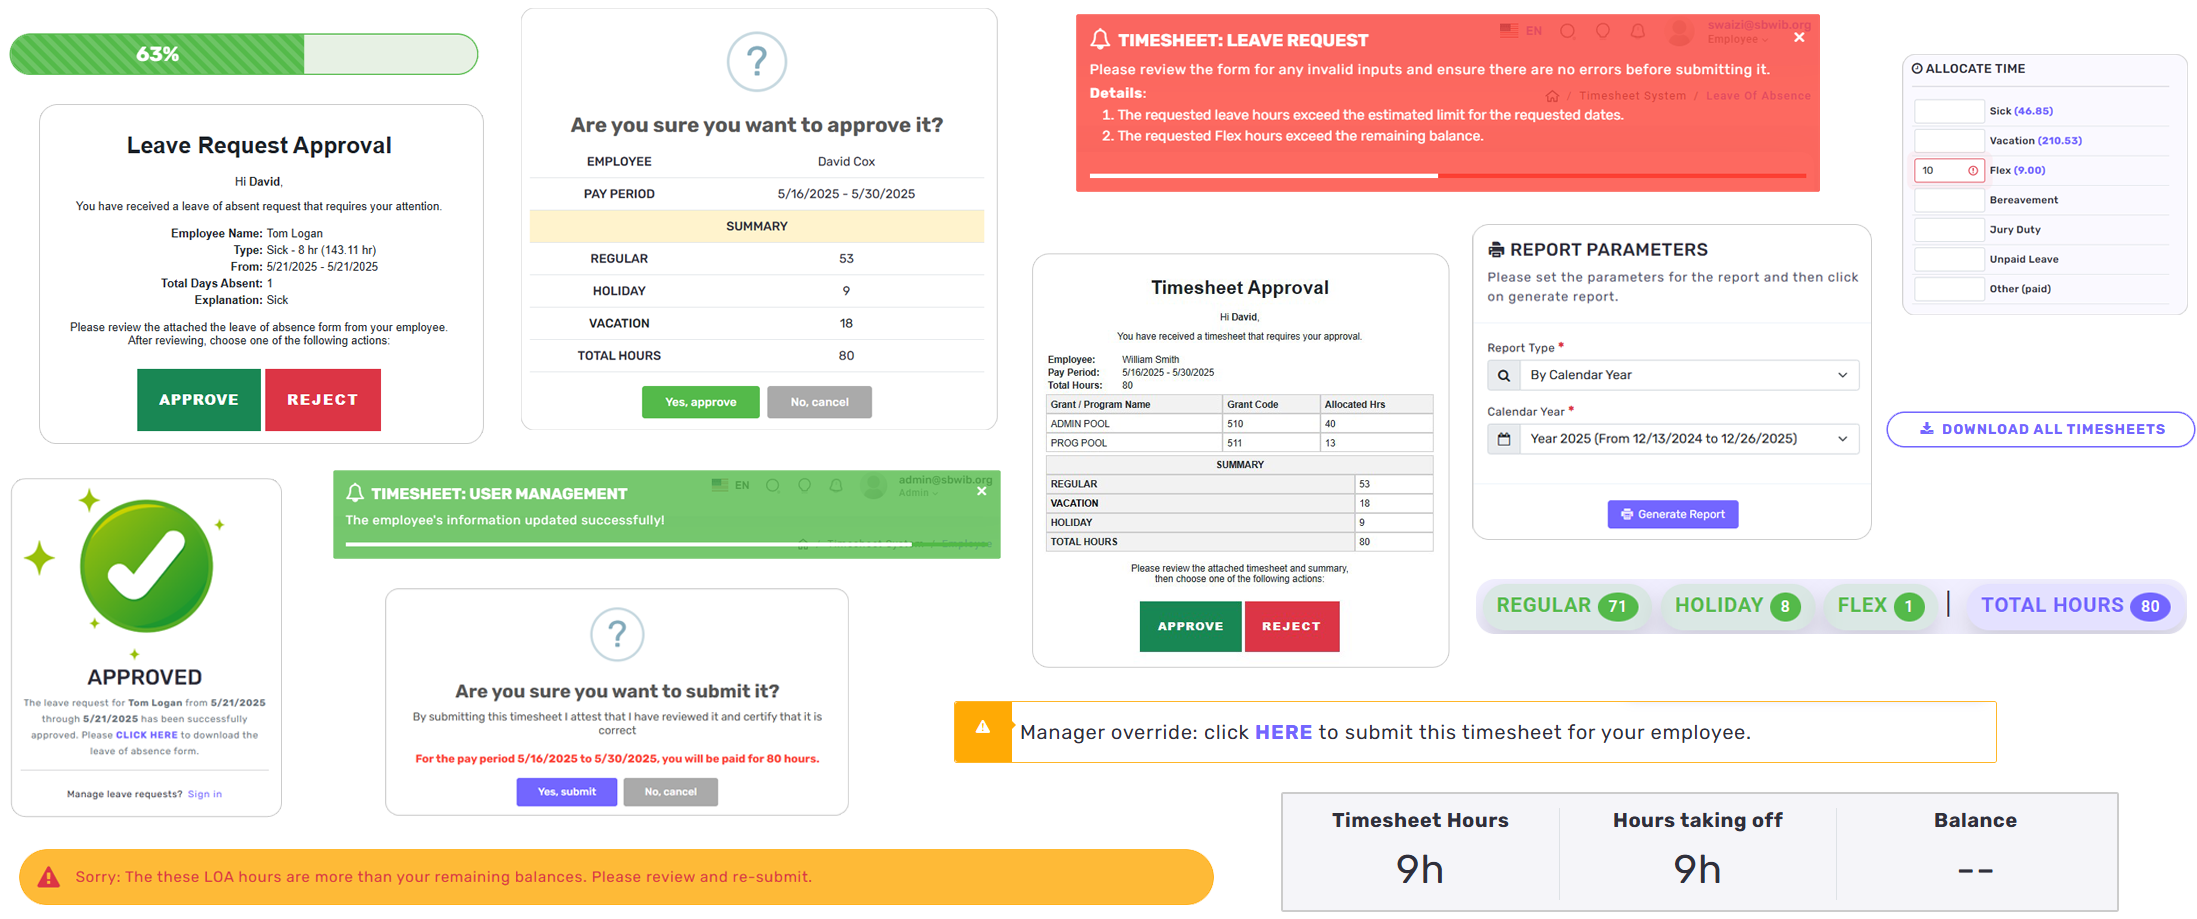 63%
Leave Request Approval
Hi David,
You have received a leave of absent request that requires your attention.
Employee Name: Tom Logan
Type: Sick - 8 hr (143.11 hr)
From: 5/21/2025 - 5/21/2025
Total Days Absent: 1
Explanation: Sick
Please review the attached the leave of absence form from your employee.
After reviewing, choose one of the following actions:
APPROVE REJECT
?
Are you sure you want to approve it?
EMPLOYEE David Cox
PAY PERIOD 5/16/2025 - 5/30/2025
SUMMARY
REGULAR 53
HOLIDAY 9
VACATION 18
TOTAL HOURS 80
Yes, approve No, cancel
swaizi@sbwib.org
EN
Employee
TIMESHEET: LEAVE REQUEST
Please review the form for any invalid inputs and ensure there are no errors before submitting it.
Details:
/ Timesheet System / Leave Of Absence
1. The requested leave hours exceed the estimated limit for the requested dates.
2. The requested Flex hours exceed the remaining balance.
ALLOCATE TIME
Sick (46.85)
Vacation (210.53)
10 Flex (9.00)
Bereavement
Jury Duty
Unpaid Leave
Other (paid)
Timesheet Approval
Hi David,
You have received a timesheet that requires your approval.
Employee: William Smith
Pay Period: 5/16/2025 - 5/30/2025
Total Hours: 80
Grant / Program Name Grant Code Allocated Hrs
ADMIN POOL 510 40
PROG POOL 511 13
SUMMARY
REGULAR 53
VACATION 18
HOLIDAY 9
TOTAL HOURS 80
Please review the attached timesheet and summary,
then choose one of the following actions:
APPROVE REJECT
REPORT PARAMETERS
Please set the parameters for the report and then click
on generate report.
Report Type *
By Calendar Year
Calendar Year *
Year 2025 (From 12/13/2024 to 12/26/2025)
Generate Report
DOWNLOAD ALL TIMESHEETS
APPROVED
The leave request for Tom Logan from 5/21/2025
through 5/21/2025 has been successfully
approved. Please CLICK HERE to download the
leave of absence form.
Manage leave requests? Sign in
admin@sbwib.org
EN
Admin
TIMESHEET: USER MANAGEMENT
The employee's information updated successfully!
/ Timesheet System / Employee
?
Are you sure you want to submit it?
By submitting this timesheet I attest that I have reviewed it and certify that it is
correct
For the pay period 5/16/2025 to 5/30/2025, you will be paid for 80 hours.
Yes, submit No, cancel
REGULAR 71 HOLIDAY 8 FLEX 1 | TOTAL HOURS 80
Manager override: click HERE to submit this timesheet for your employee.
Timesheet Hours Hours taking off Balance
9h 9h --
Sorry: The these LOA hours are more than your remaining balances. Please review and re-submit.